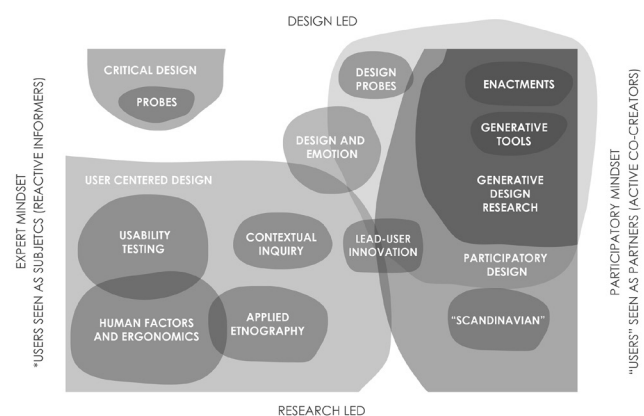 DESIGN LED
CRITICAL DESIGN
PROBES
DESIGN
PROBES
ENACTMENTS
GENERATIVE
TOOLS
DESIGN AND
EMOTION
GENERATIVE
DESIGN
RESEARCH
USER CENTERED DESIGN
USABILITY
TESTING
CONTEXTUAL
INQUIRY
LEAD-USER
INNOVATION
PARTICIPATORY
DESIGN
HUMAN FACTORS
AND ERGONOMICS
APPLIED
ETNOGRAPHY
“SCANDINAVIAN”
EXPERT MINDSET
*USERS SEEN AS SUBJETCS (REACTIVE INFORMERS)
PARTICIPATORY MINDSET
“USERS” SEEN AS PARTNERS (ACTIVE CO-CREATORS)
RESEARCH LED